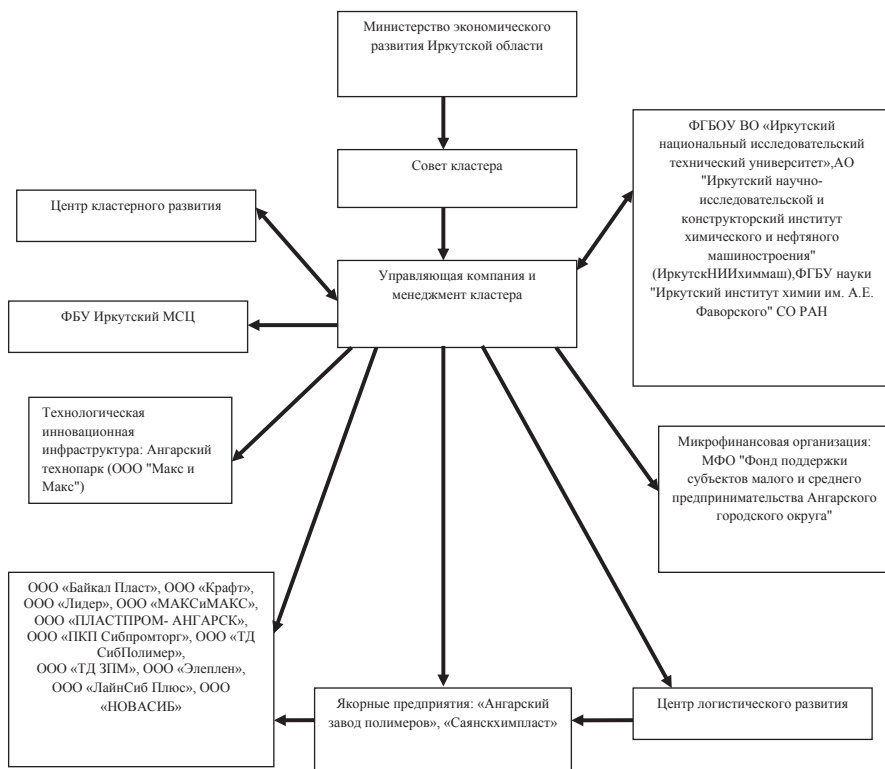 Министерство экономического
развития Иркутской области
Совет кластера
Центр кластерного развития
ФГБОУ ВО «Иркутский
национальный исследовательский
технический университет»,АО
"Иркутский научно-
исследовательской и
конструкторский институт
химического и нефтяного
машиностроения"
(ИркутскНИИхиммаш),ФГБУ науки
"Иркутский институт химии им. А.Е.
Фаворского" СО РАН
Управляющая компания и
менеджмент кластера
ФБУ Иркутский МСЦ
Технологическая
инновационная
инфраструктура: Ангарский
технопарк (ООО "Макс и
Макс")
Микрофинансовая организация:
МФО "Фонд поддержки
субъектов малого и среднего
предпринимательства Ангарского
городского округа"
ООО «Байкал Пласт», ООО «Крафт»,
ООО «Лидер», ООО «МАКСиМАКС»,
ООО «ПЛАСТПРОМ- АНГАРСК»,
ООО «ПКП Сибпромторг», ООО «ТД
СибПолимер»,
ООО «ТД ЗПМ», ООО «Элеплен»,
ООО «ЛайнСиб Плюс», ООО
«НОВАСИБ»
Якорные предприятия: «Ангарский
завод полимеров», «Саянскхимпласт»
Центр логистического развития